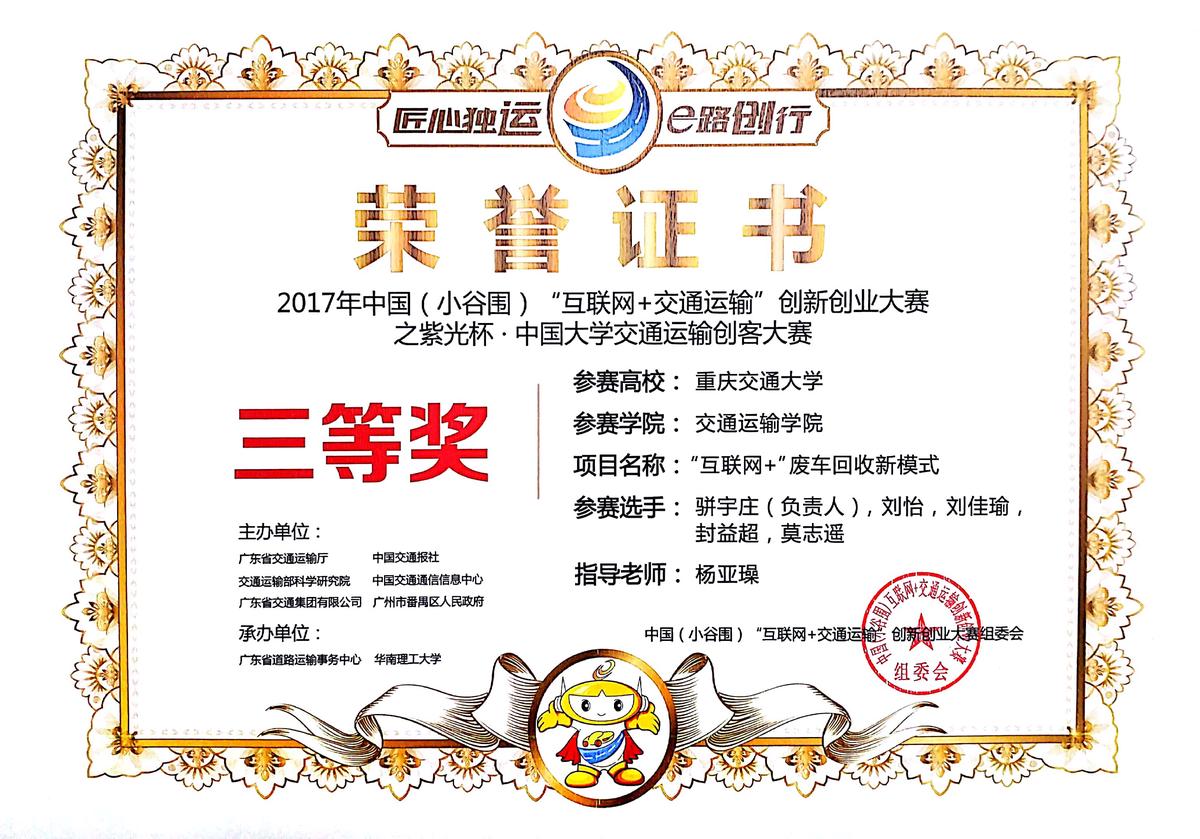 匠心独运 e路创行
荣誉证书
2017年中国（小谷围）“互联网+交通运输”创新创业大赛
之紫光杯·中国大学交通运输创客大赛
三等奖
参赛高校：重庆交通大学
参赛学院：交通运输学院
项目名称：“互联网+”废车回收新模式
参赛选手：骈宇庄（负责人），刘怡，刘佳瑜，
封益超，莫志遥
指导老师：杨亚璪
主办单位：
广东省交通运输厅 中国交通报社
交通运输部科学研究院 中国交通通信信息中心
广东省交通集团有限公司 广州市番禺区人民政府
承办单位：
广东省道路运输事务中心 华南理工大学
中国（小谷围）“互联网+交通运输”创新创业大赛组委会
中国（小谷围）互联网+交通运输创新创业大赛
组委会